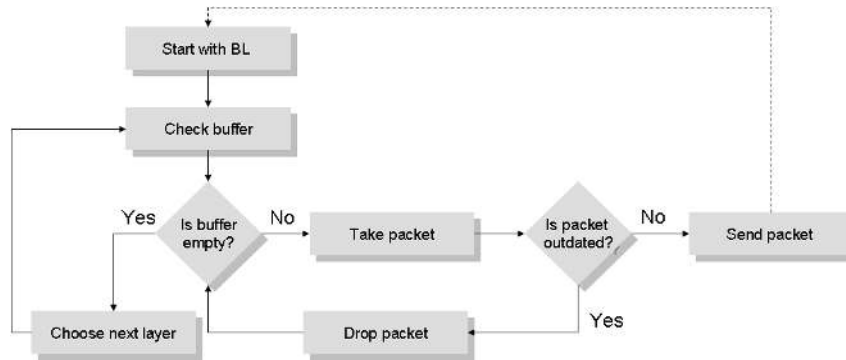 Start with BL
Check buffer
Yes
Is buffer
empty?
No
Take packet
Is packet
outdated?
No
Send packet
Yes
Choose next layer
Drop packet